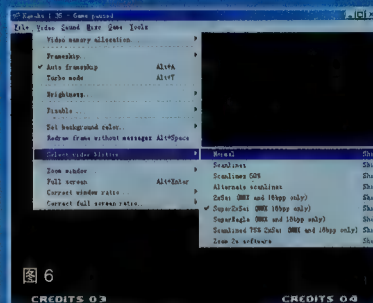 Kawaks 1.35 - Game paused
File Video Sound Misc Game Tools
Video memory allocation..
Frameskip..
Auto frameskip Alt+A
Turbo mode Alt+T
Brightness..
Disable..
Set background color..
Redraw frame without messages Alt+Space
Select video blitter
Zoom window..
Full screen Alt+Enter
Correct window ratio..
Correct full screen ratio..
Normal
Scanlines
Scanlines 50%
Alternate scanlines
2xSai (MMX and 16bpp only)
Super2xSai (MMX and 16bpp only)
SuperEagle (MMX and 16bpp only)
Scanlined 75% 2xSai (MMX and 16bpp only)
Zoom 2x software
图 6
CREDITS 03
CREDITS 04